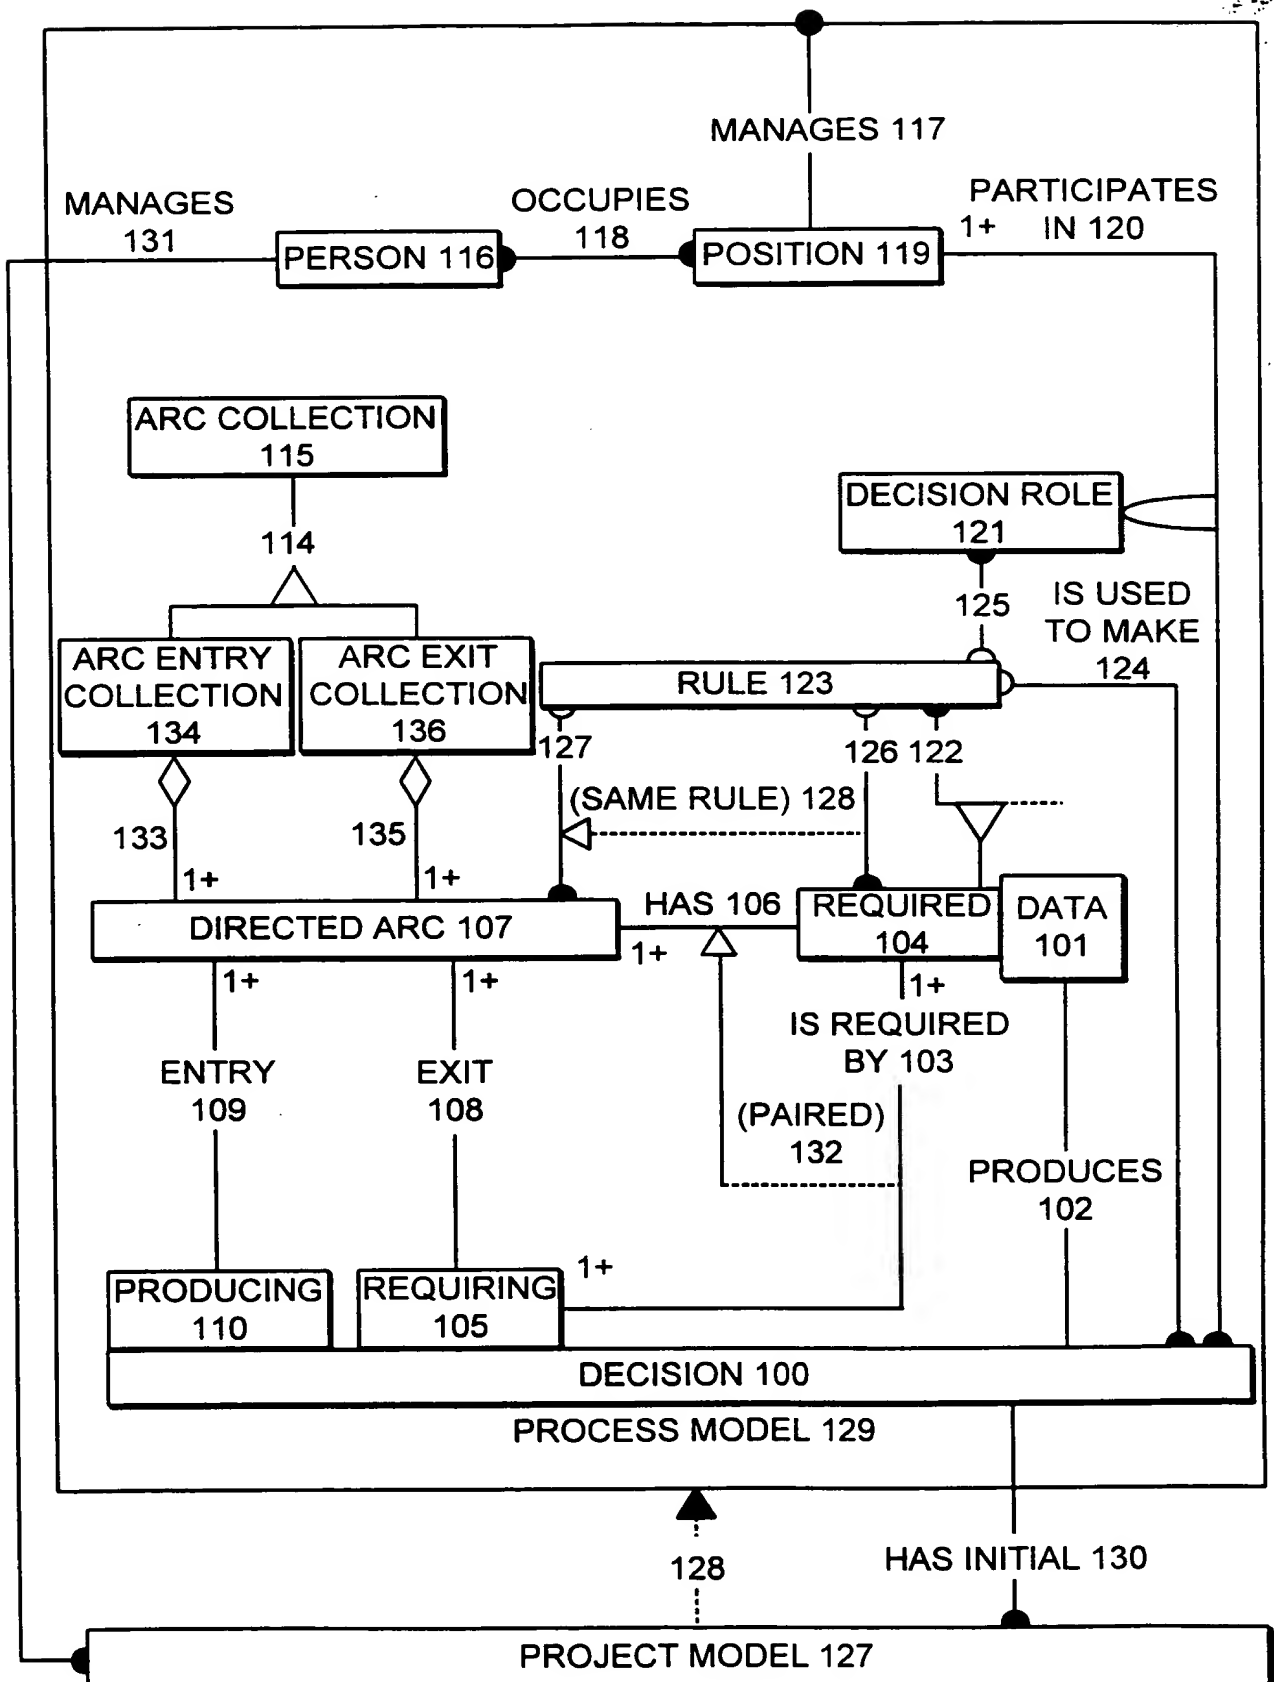 MANAGES 117
MANAGES
131
OCCUPIES
118
PARTICIPATES
1+ IN 120
PERSON 116
POSITION 119
ARC COLLECTION
115
114
DECISION ROLE
121
125
IS USED
TO MAKE
124
ARC ENTRY
COLLECTION
134
ARC EXIT
COLLECTION
136
RULE 123
127
126
122
(SAME RULE) 128
133
135
1+
1+
HAS 106
1+
DIRECTED ARC 107
REQUIRED
104
DATA
101
1+
1+
1+
IS REQUIRED
BY 103
ENTRY
109
EXIT
108
(PAIRED)
132
PRODUCES
102
1+
PRODUCING
110
REQUIRING
105
DECISION 100
PROCESS MODEL 129
128
HAS INITIAL 130
PROJECT MODEL 127